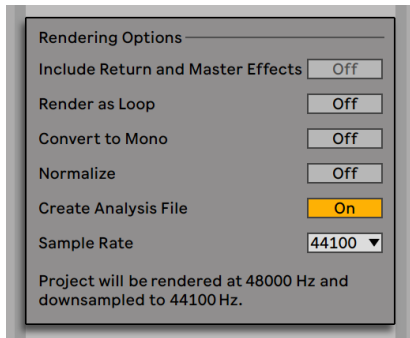 Rendering Options
Include Return and Master Effects Off
Render as Loop Off
Convert to Mono Off
Normalize Off
Create Analysis File On
Sample Rate 44100
Project will be rendered at 48000 Hz and
downsampled to 44100 Hz.